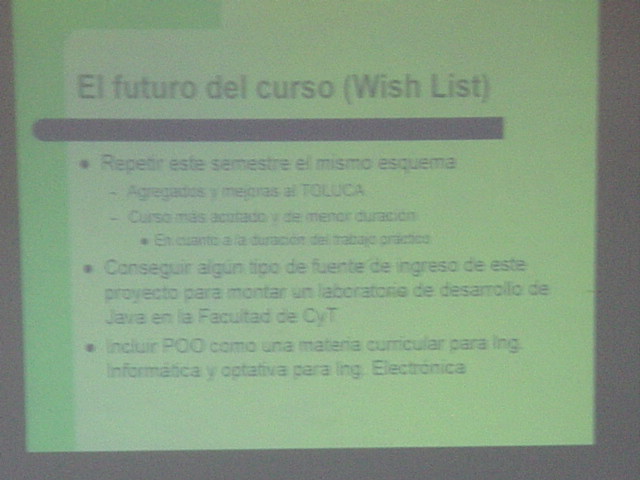 El futuro del curso (Wish List)
Repetir este semestre el mismo esquema
- Agregados y mejoras al TOLUCA
- Curso más acotado y de menor duración
En cuanto a la duración del trabajo práctico
Conseguir algún tipo de fuente de ingreso de este
proyecto para montar un laboratorio de desarrollo de
Java en la Facultad de CyT
Incluir POO como una materia curricular para Ing.
Informática y optativa para Ing. Electrónica